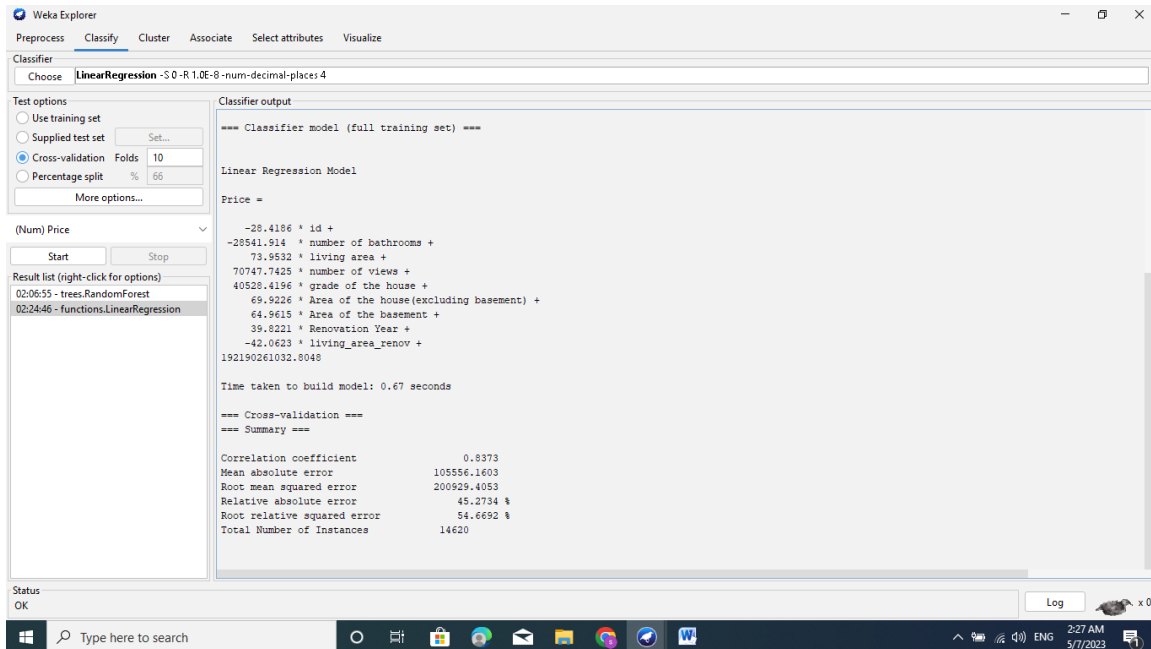 Weka Explorer
Preprocess Classify Cluster Associate Select attributes Visualize
Classifier
Choose LinearRegression -S 0 -R 1.0E-8 -num-decimal-places 4
Test options
Use training set
Supplied test set Set...
Cross-validation Folds 10
Percentage split % 66
More options...
(Num) Price
Start Stop
Result list (right-click for options)
02:06:55 - trees.RandomForest
02:24:46 - functions.LinearRegression
Classifier output
=== Classifier model (full training set) ===
Linear Regression Model
Price =
-28.4186 * id +
-28541.914 * number of bathrooms +
73.9532 * living area +
70747.7425 * number of views +
40528.4196 * grade of the house +
69.9226 * Area of the house(excluding basement) +
64.9615 * Area of the basement +
39.8221 * Renovation Year +
-42.0623 * living_area_renov +
192190261032.8048
Time taken to build model: 0.67 seconds
=== Cross-validation ===
=== Summary ===
Correlation coefficient 0.8373
Mean absolute error 105556.1603
Root mean squared error 200929.4053
Relative absolute error 45.2734 %
Root relative squared error 54.6692 %
Total Number of Instances 14620
Status
OK
Log x 0
Type here to search
ENG
2:27 AM
5/7/2023